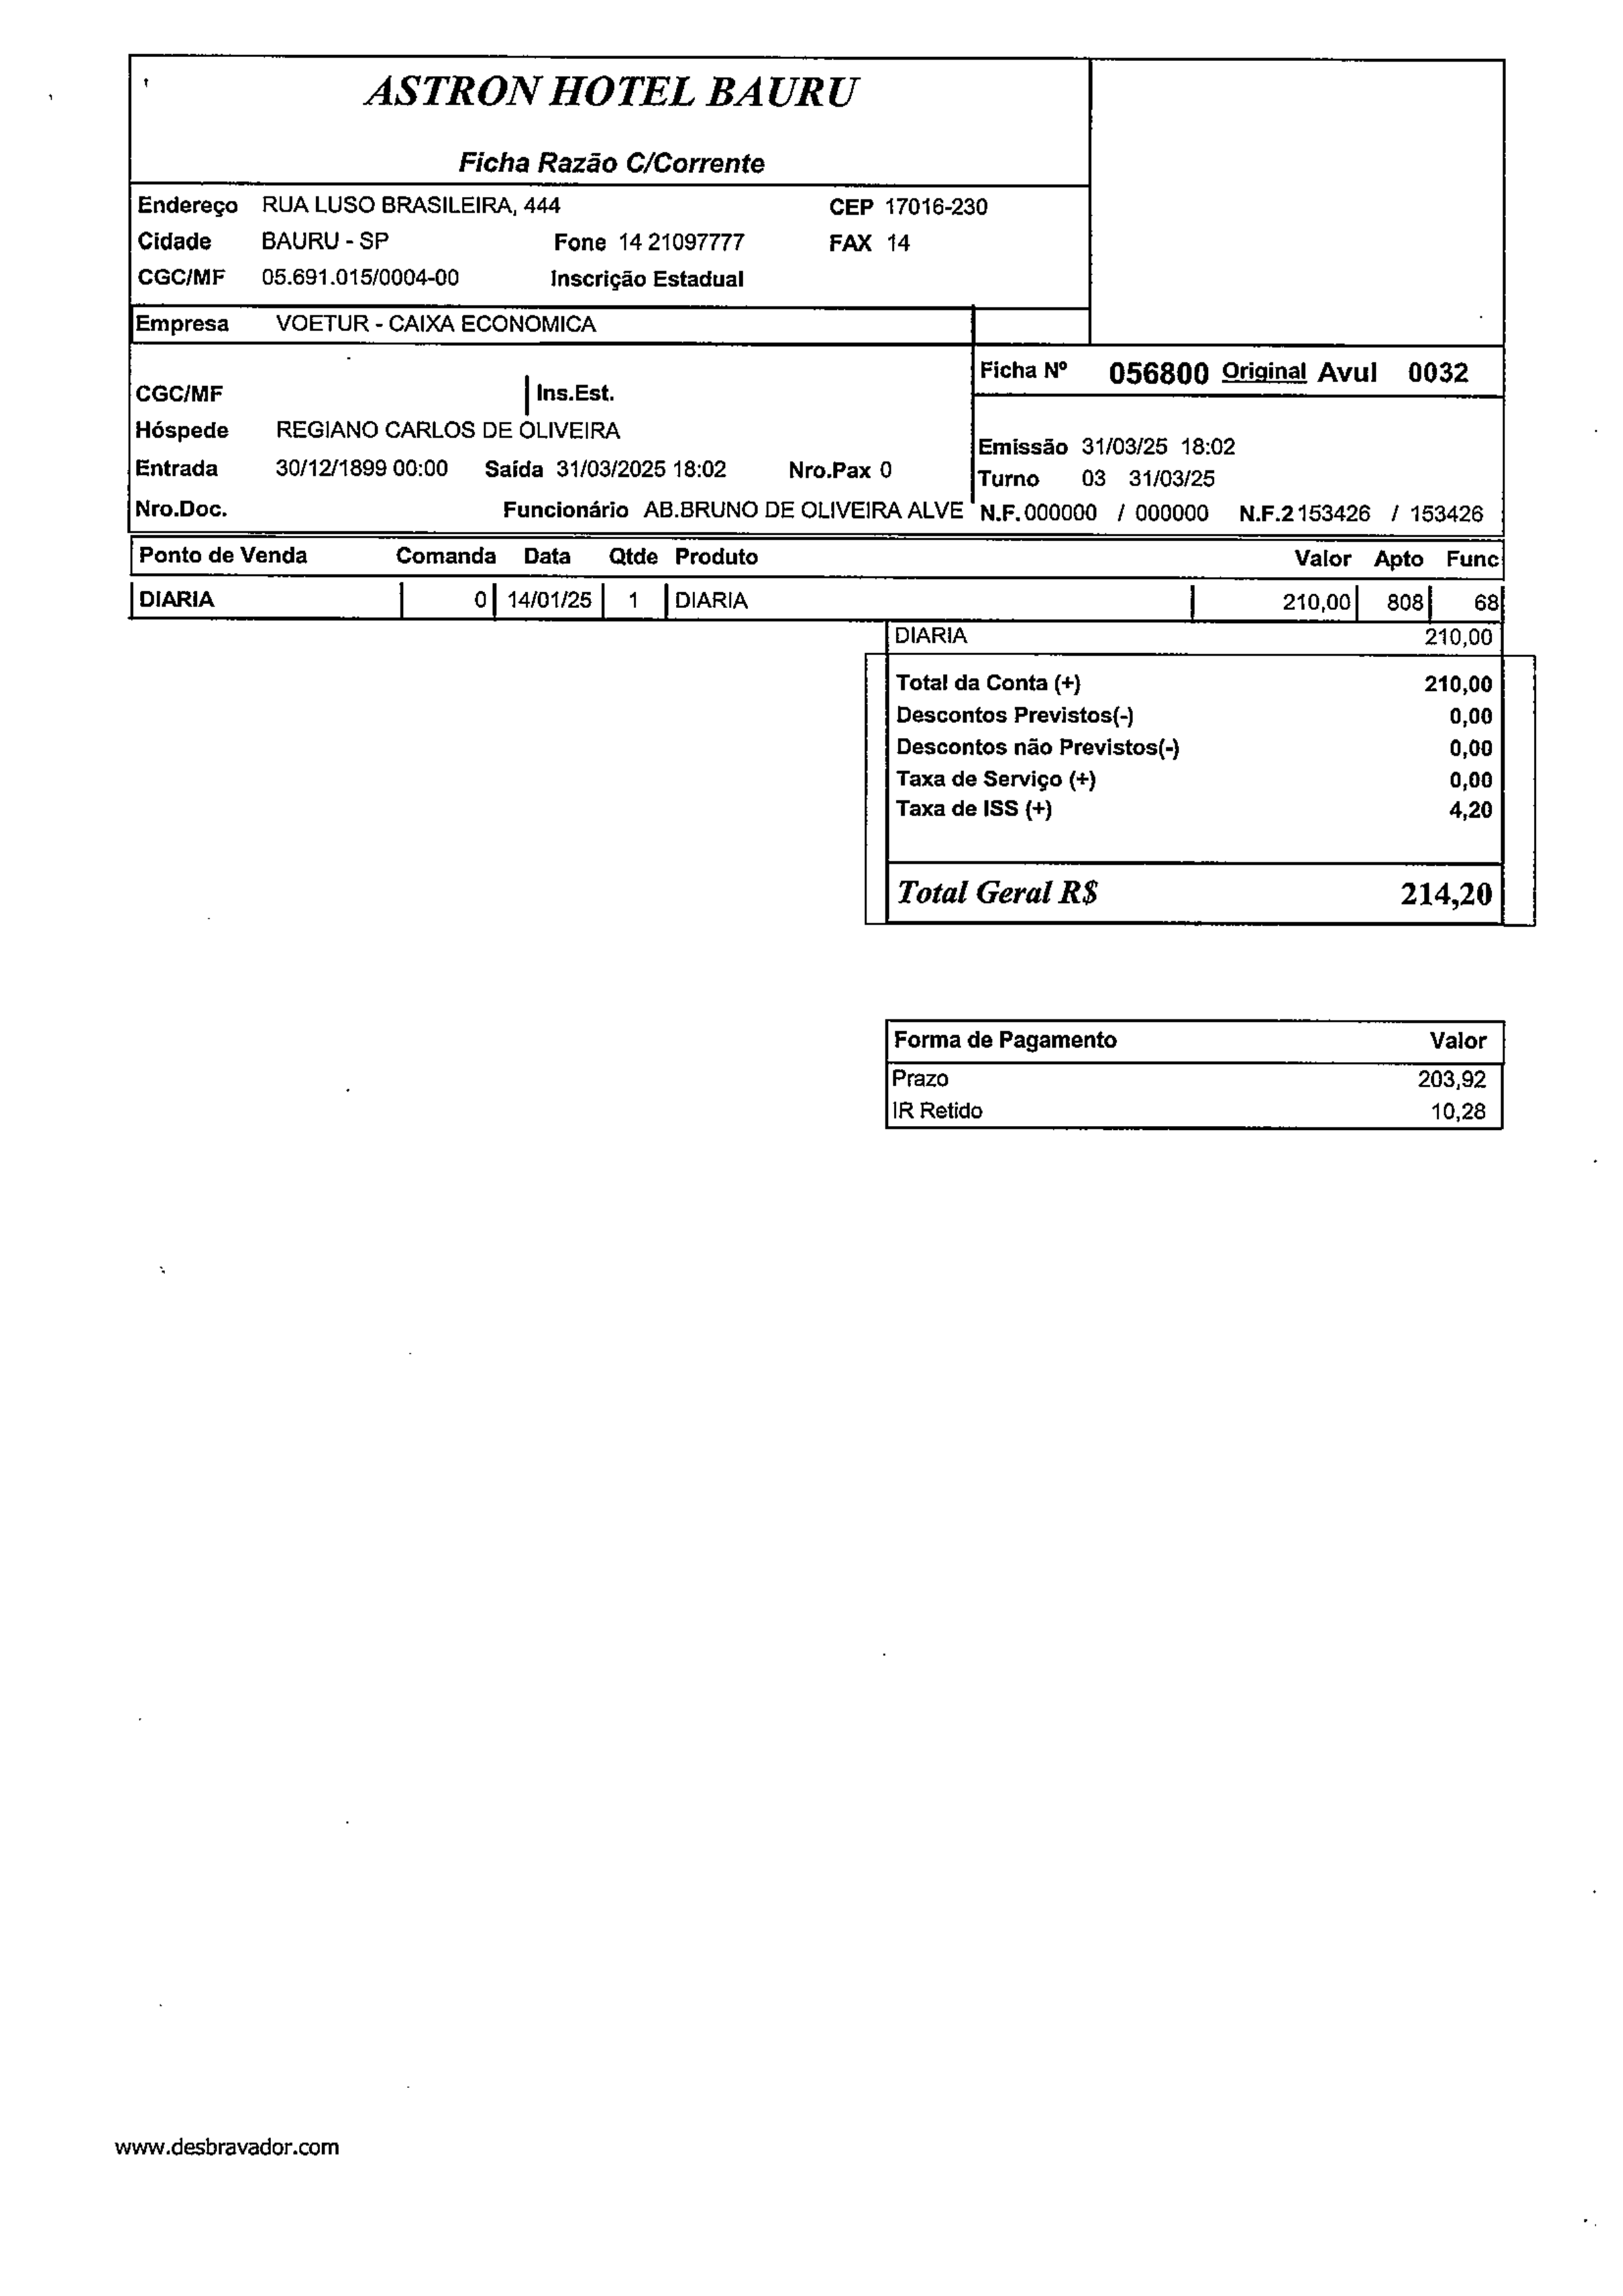 ASTRON HOTEL BAURU
Ficha Razão C/Corrente
Endereço RUA LUSO BRASILEIRA, 444 CEP 17016-230
Cidade BAURU - SP Fone 14 21097777 FAX 14
CGC/MF 05.691.015/0004-00 Inscrição Estadual
Empresa VOETUR - CAIXA ECONOMICA
Ficha Nº 056800 Original Avul 0032
CGC/MF Ins.Est.
Hóspede REGIANO CARLOS DE OLIVEIRA
Emissão 31/03/25 18:02
Entrada 30/12/1899 00:00 Saída 31/03/2025 18:02 Nro.Pax 0
Turno 03 31/03/25
Nro.Doc. Funcionário AB.BRUNO DE OLIVEIRA ALVE N.F.000000 / 000000 N.F.2153426 / 153426
Ponto de Venda Comanda Data Qtde Produto Valor Apto Func
DIARIA 0 14/01/25 1 DIARIA 210,00 808 68
DIARIA 210,00
Total da Conta (+) 210,00
Descontos Previstos(-) 0,00
Descontos não Previstos(-) 0,00
Taxa de Serviço (+) 0,00
Taxa de ISS (+) 4,20
Total Geral R$ 214,20
Forma de Pagamento Valor
Prazo 203,92
IR Retido 10,28
www.desbravador.com